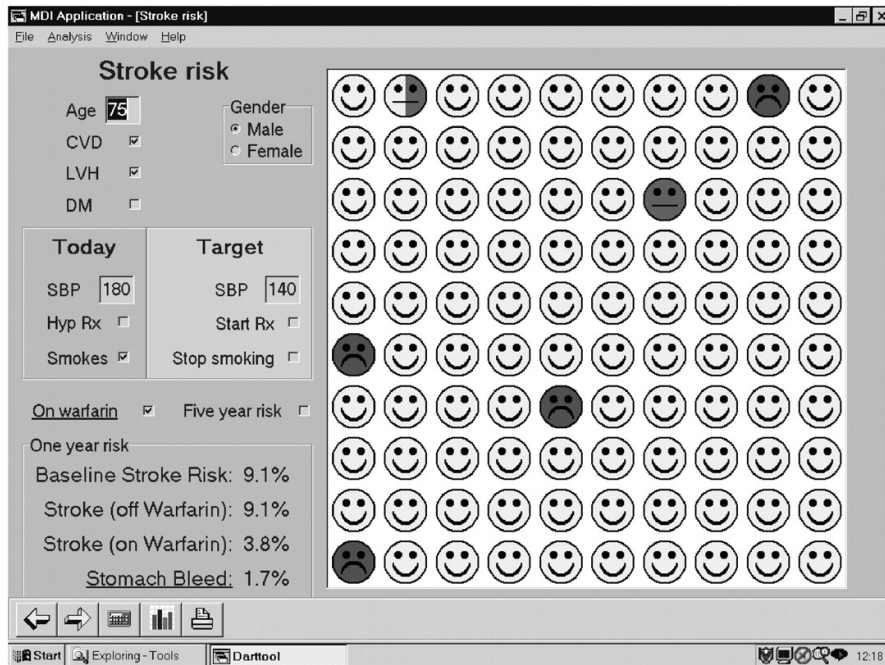 MDI Application - [Stroke risk]
File Analysis Window Help
Stroke risk
Age 75
CVD
LVH
DM
Gender
Male
Female
Today
SBP 180
Hyp Rx
Smokes
Target
SBP 140
Start Rx
Stop smoking
On warfarin Five year risk
One year risk
Baseline Stroke Risk: 9.1%
Stroke (off Warfarin): 9.1%
Stroke (on Warfarin): 3.8%
Stomach Bleed: 1.7%
Start Exploring - Tools Darttool 12:18